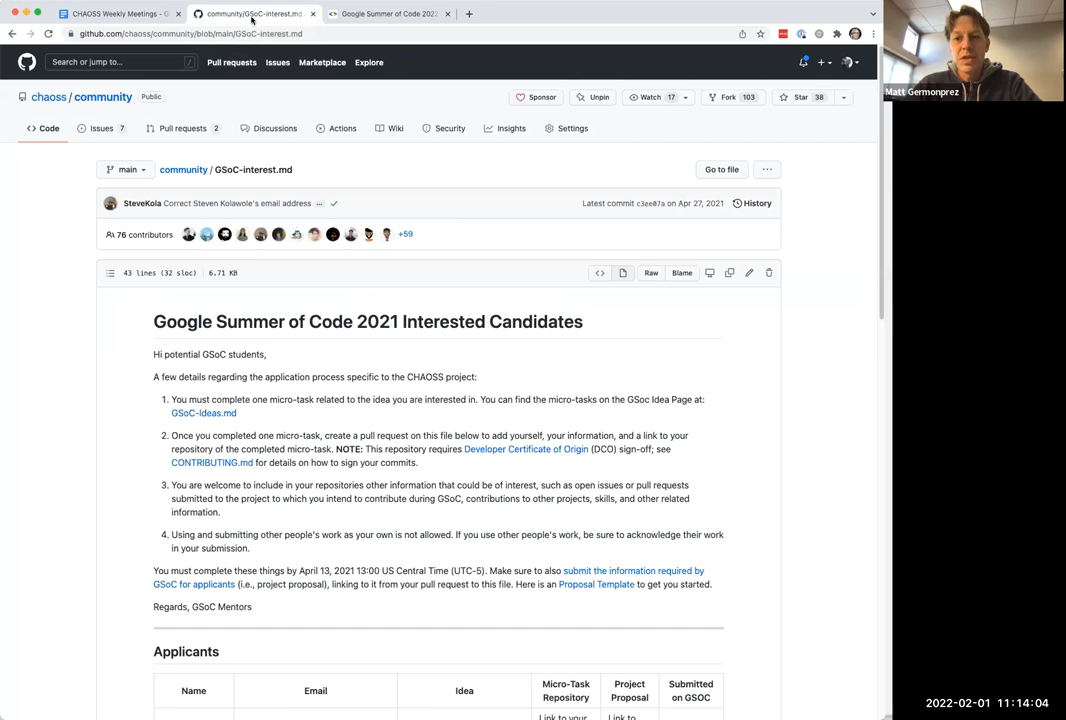 CHAOSS Weekly Meetings - G
community/GSoC-interest.md
Google Summer of Code 2022
github.com/chaoss/community/blob/main/GSoC-interest.md
Search or jump to...
/
Pull requests
Issues
Marketplace
Explore
Matt Germonprez
chaoss / community
Public
Sponsor
Unpin
Watch 17
Fork 103
Star 38
Code
Issues 7
Pull requests 2
Discussions
Actions
Wiki
Security
Insights
Settings
main
community / GSoC-interest.md
Go to file
...
SteveKola Correct Steven Kolawole's email address ...
Latest commit c3ee07a on Apr 27, 2021
History
76 contributors
+59
43 lines (32 sloc) 6.71 KB
Raw
Blame
Google Summer of Code 2021 Interested Candidates
Hi potential GSoC students,
A few details regarding the application process specific to the CHAOSS project:
1. You must complete one micro-task related to the idea you are interested in. You can find the micro-tasks on the GSoc Idea Page at:
GSoC-Ideas.md
2. Once you completed one micro-task, create a pull request on this file below to add yourself, your information, and a link to your
repository of the completed micro-task. NOTE: This repository requires Developer Certificate of Origin (DCO) sign-off; see
CONTRIBUTING.md for details on how to sign your commits.
3. You are welcome to include in your repositories other information that could be of interest, such as open issues or pull requests
submitted to the project to which you intend to contribute during GSoC, contributions to other projects, skills, and other related
information.
4. Using and submitting other people's work as your own is not allowed. If you use other people's work, be sure to acknowledge their work
in your submission.
You must complete these things by April 13, 2021 13:00 US Central Time (UTC-5). Make sure to also submit the information required by
GSoC for applicants (i.e., project proposal), linking to it from your pull request to this file. Here is an Proposal Template to get you started.
Regards, GSoC Mentors
Applicants
Name
Email
Idea
Micro-Task
Repository
Project
Proposal
Submitted
on GSOC
Link to your
Link to
2022-02-01 11:14:04